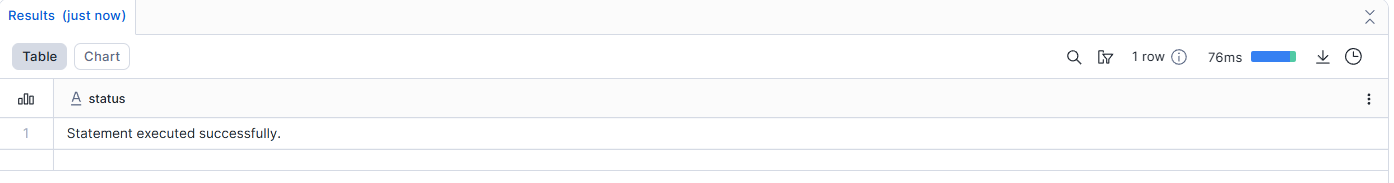 Results (just now)
Table Chart 1 row 76ms
A status
1 Statement executed successfully.